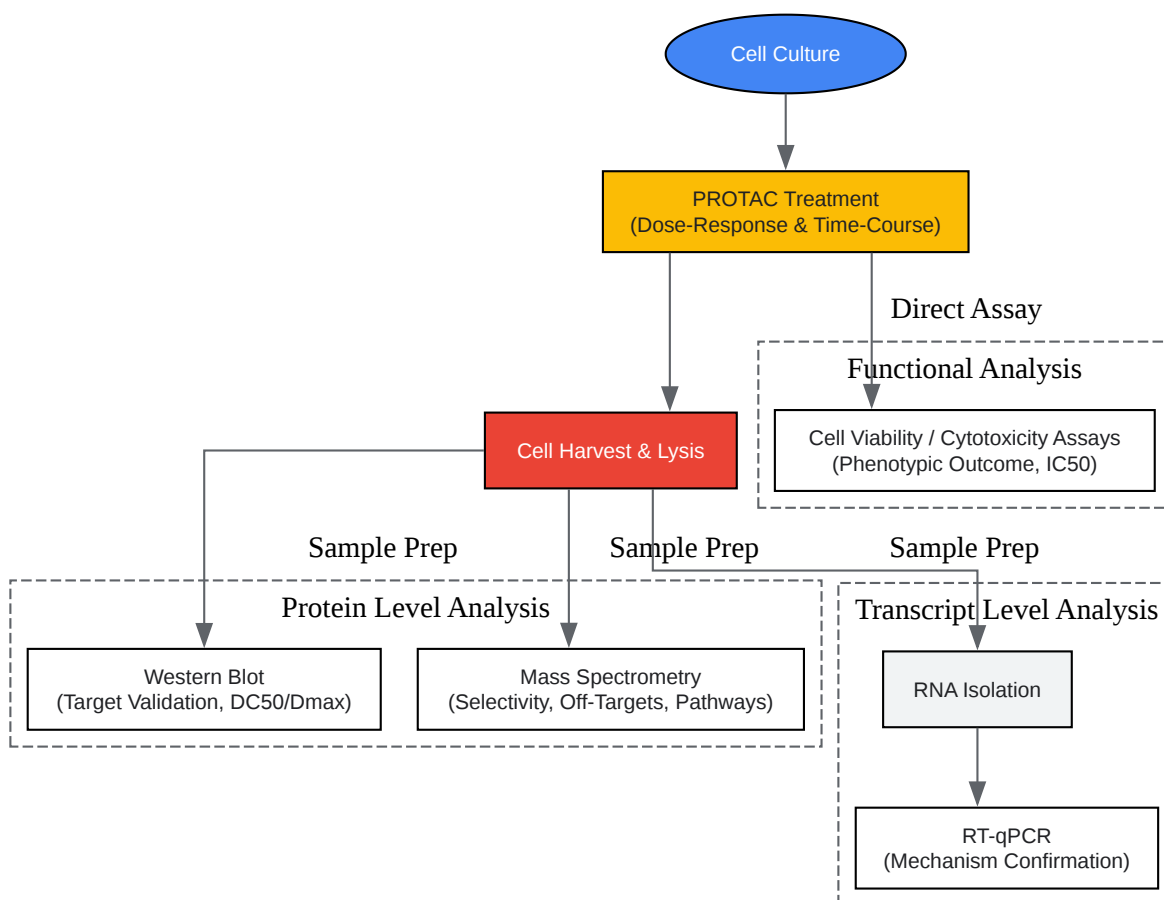 Cell Culture
PROTAC Treatment
(Dose-Response & Time-Course)
Direct Assay
Functional Analysis
Cell Viability / Cytotoxicity Assays
(Phenotypic Outcome, IC50)
Cell Harvest & Lysis
Sample Prep
Sample Prep
Sample Prep
Protein Level Analysis
Western Blot
(Target Validation, DC50/Dmax)
Mass Spectrometry
(Selectivity, Off-Targets, Pathways)
Transcript Level Analysis
RNA Isolation
RT-qPCR
(Mechanism Confirmation)